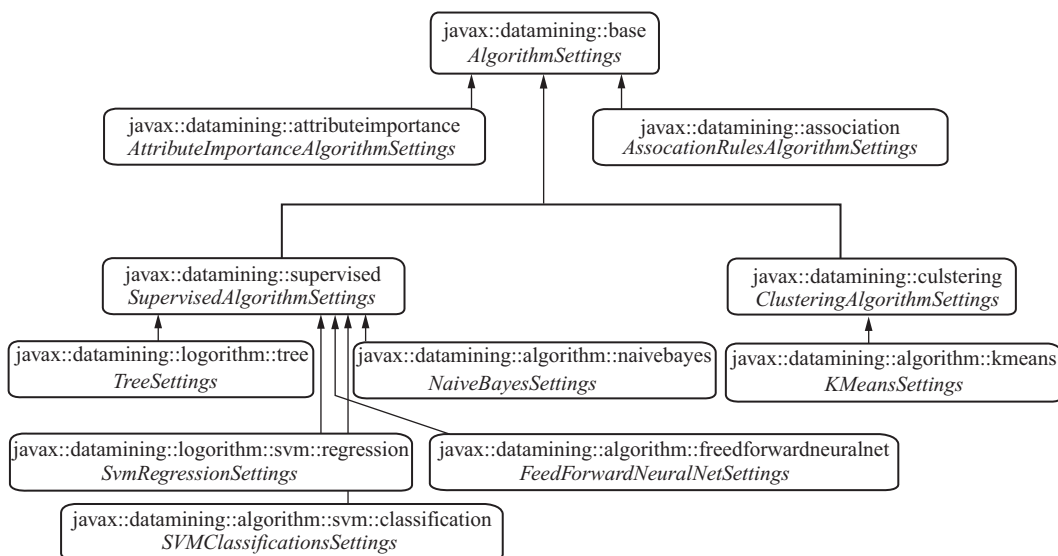 javax::datamining::base
AlgorithmSettings
javax::datamining::attributeimportance
AttributeImportanceAlgorithmSettings
javax::datamining::association
AssocationRulesAlgorithmSettings
javax::datamining::supervised
SupervisedAlgorithmSettings
javax::datamining::culstering
ClusteringAlgorithmSettings
javax::datamining::logorithm::tree
TreeSettings
javax::datamining::algorithm::naivebayes
NaiveBayesSettings
javax::datamining::algorithm::kmeans
KMeansSettings
javax::datamining::logorithm::svm::regression
SvmRegressionSettings
javax::datamining::algorithm::freedforwardneuralnet
FeedForwardNeuralNetSettings
javax::datamining::algorithm::svm::classification
SVMClassificationsSettings